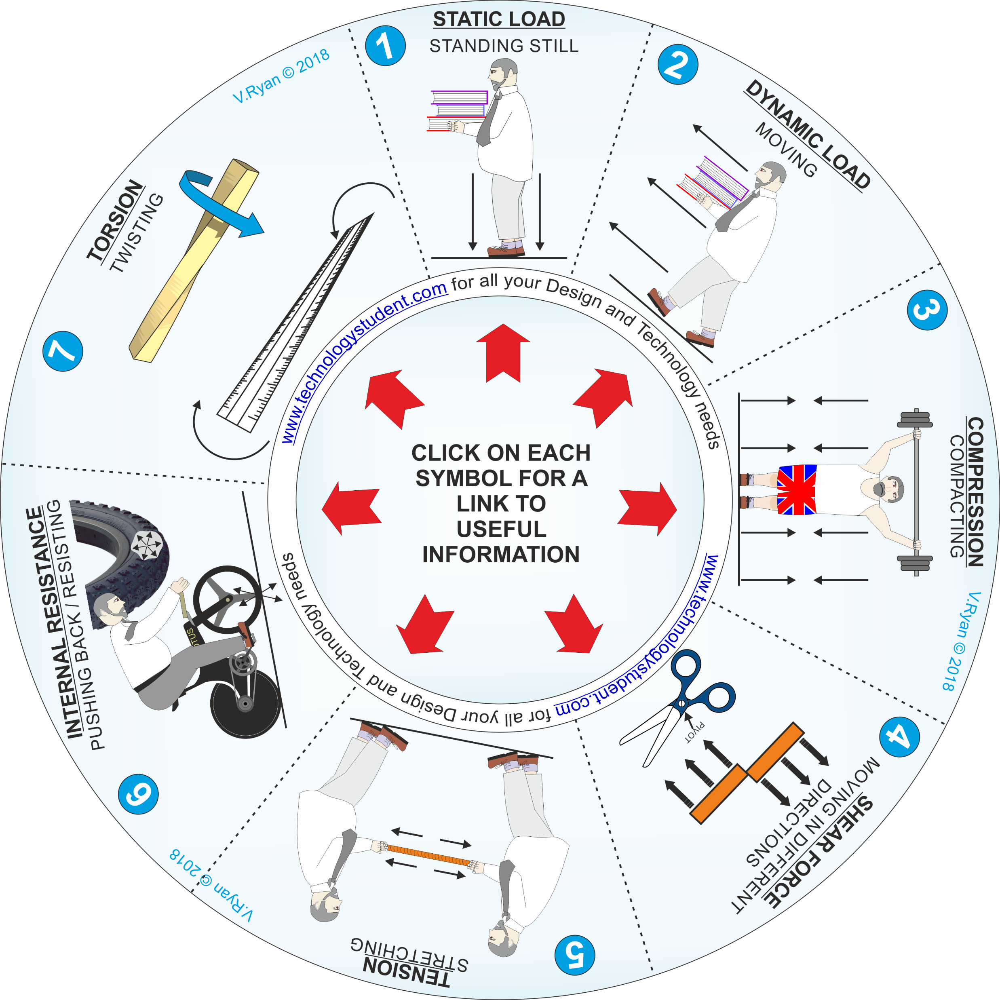 1
STATIC LOAD
STANDING STILL
2
DYNAMIC LOAD
MOVING
3
COMPRESSION
COMPACTING
V.Ryan © 2018
4
SHEAR FORCE
MOVING IN DIFFERENT
DIRECTIONS
PIVOT
5
TENSION
STRETCHING
V.Ryan © 2018
6
INTERNAL RESISTANCE
PUSHING BACK / RESISTING
7
TORSION
TWISTING
V.Ryan © 2018
www.technologystudent.com for all your Design and Technology needs
www.technologystudent.com for all your Design and Technology needs
CLICK ON EACH
SYMBOL FOR A
LINK TO
USEFUL
INFORMATION